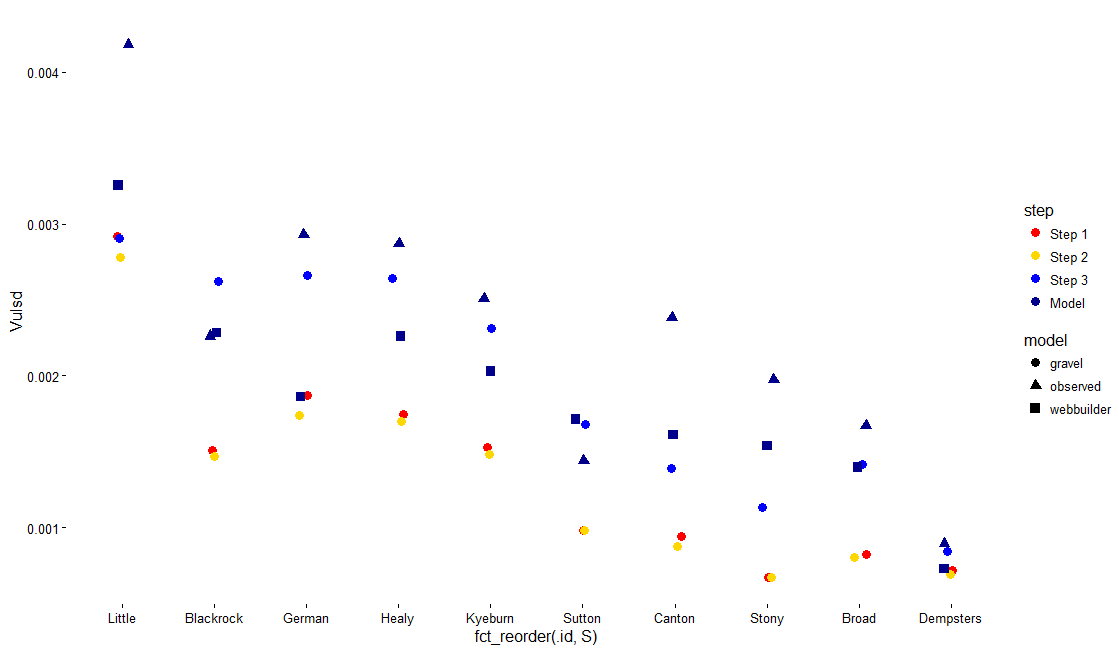 0.004
0.003
0.002
0.001
Vulsd
Little Blackrock German Healy Kyeburn Sutton Canton Stony Broad Dempsters
fct_reorder(.id, S)
step
Step 1
Step 2
Step 3
Model
model
gravel
observed
webbuilder